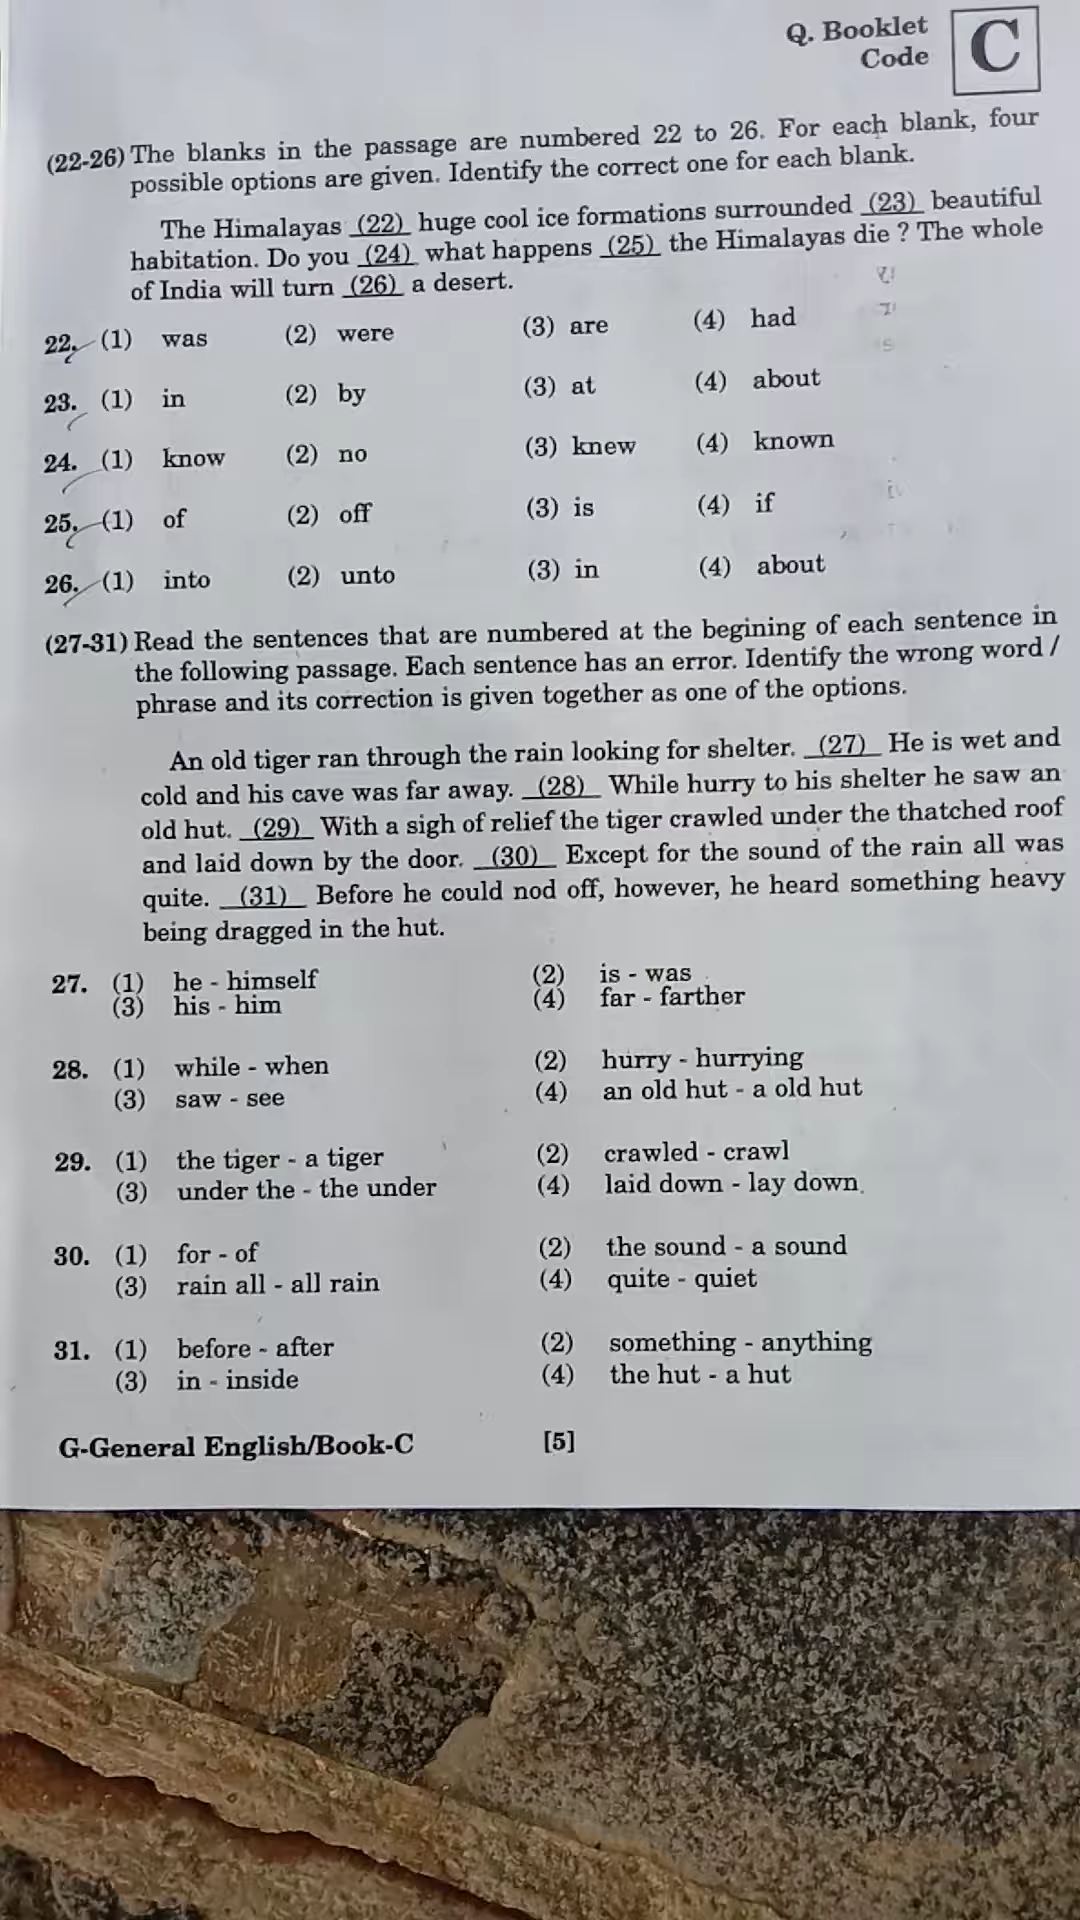 Q. Booklet
Code
C
(22-26) The blanks in the passage are numbered 22 to 26. For each blank, four
possible options are given. Identify the correct one for each blank.
The Himalayas (22) huge cool ice formations surrounded (23) beautiful
habitation. Do you (24) what happens (25) the Himalayas die ? The whole
of India will turn (26) a desert.
22. (1) was (2) were (3) are (4) had
23. (1) in (2) by (3) at (4) about
24. (1) know (2) no (3) knew (4) known
25. (1) of (2) off (3) is (4) if
26. (1) into (2) unto (3) in (4) about
(27-31) Read the sentences that are numbered at the begining of each sentence in
the following passage. Each sentence has an error. Identify the wrong word /
phrase and its correction is given together as one of the options.
An old tiger ran through the rain looking for shelter. (27) He is wet and
cold and his cave was far away. (28) While hurry to his shelter he saw an
old hut. (29) With a sigh of relief the tiger crawled under the thatched roof
and laid down by the door. (30) Except for the sound of the rain all was
quite. (31) Before he could nod off, however, he heard something heavy
being dragged in the hut.
27. (1) he - himself (2) is - was
(3) his - him (4) far - farther
28. (1) while - when (2) hurry - hurrying
(3) saw - see (4) an old hut - a old hut
29. (1) the tiger - a tiger (2) crawled - crawl
(3) under the - the under (4) laid down - lay down
30. (1) for - of (2) the sound - a sound
(3) rain all - all rain (4) quite - quiet
31. (1) before - after (2) something - anything
(3) in - inside (4) the hut - a hut
G-General English/Book-C [5]